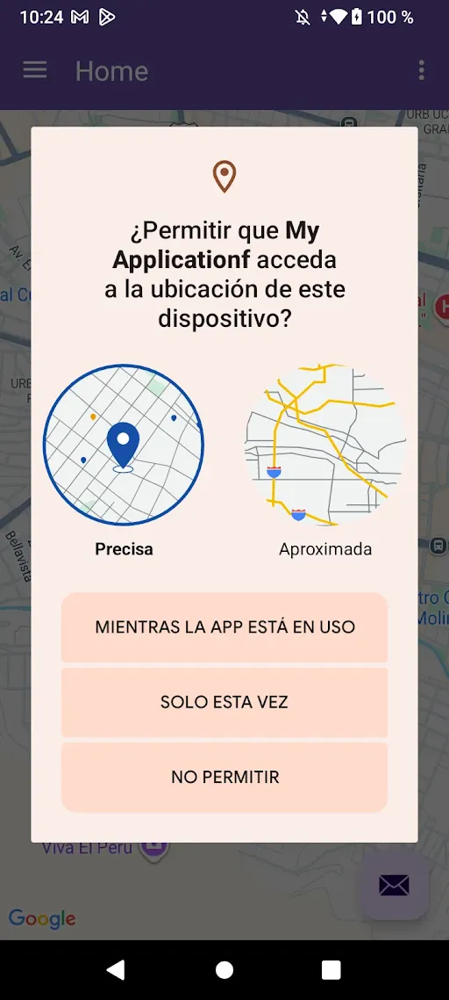 10:24
100 %
Home
URB UC
GRA
Av. E
al C
al
URB
¿Permitir que My
Applicationf acceda
a la ubicación de este
dispositivo?
Precisa
Aproximada
Bellavista
tro C
Molin
MIENTRAS LA APP ESTÁ EN USO
SOLO ESTA VEZ
NO PERMITIR
Viva El Perú
Google